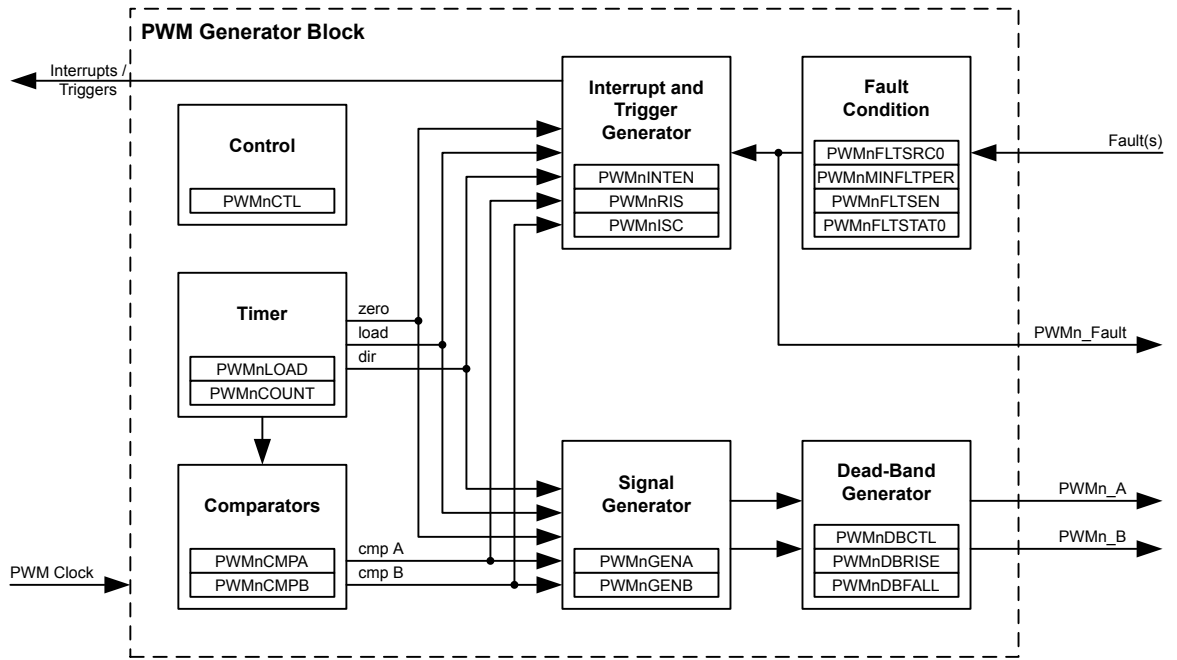 PWM Generator Block
Interrupts /
Triggers
Control
PWMnCTL
Interrupt and
Trigger
Generator
PWMnINTEN
PWMnRIS
PWMnISC
Fault
Condition
PWMnFLTSRC0
PWMnMINFLTPER
PWMnFLTSEN
PWMnFLTSTAT0
Fault(s)
Timer
PWMnLOAD
PWMnCOUNT
zero
load
dir
PWMn_Fault
Comparators
PWMnCMPA
PWMnCMPB
cmp A
cmp B
PWM Clock
Signal
Generator
PWMnGENA
PWMnGENB
Dead-Band
Generator
PWMnDBCTL
PWMnDBRISE
PWMnDBFALL
PWMn_A
PWMn_B